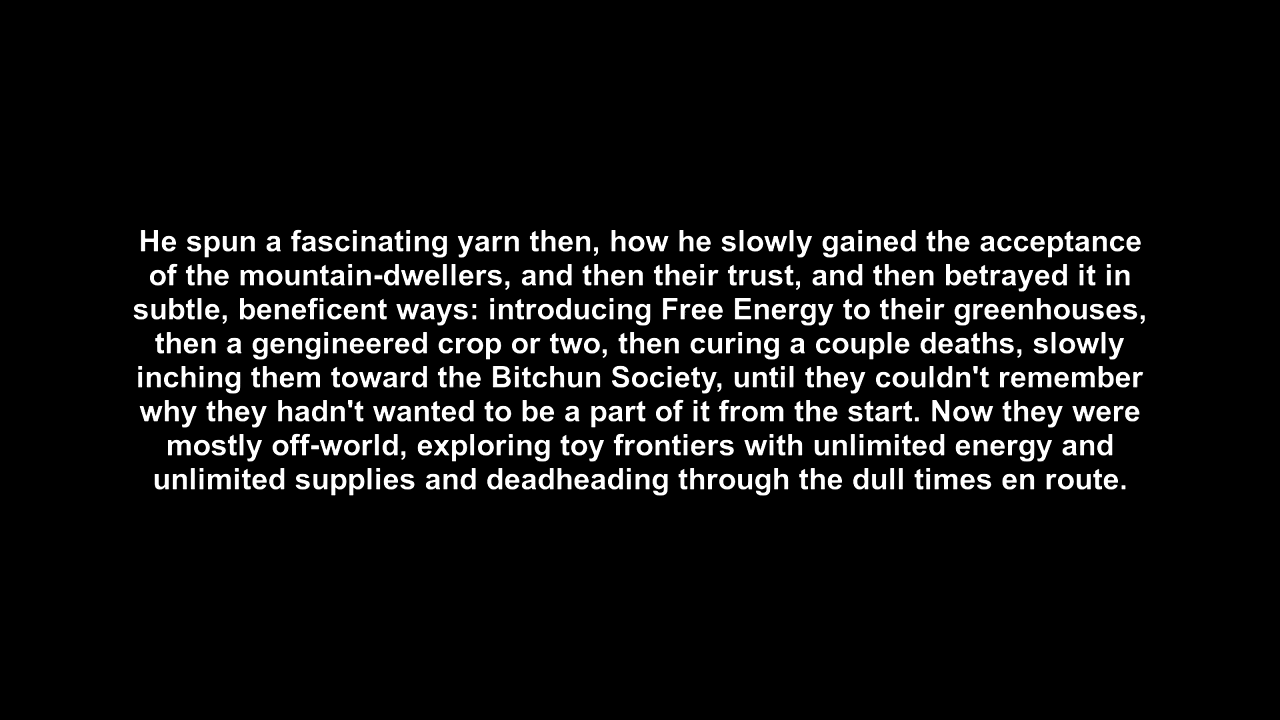 He spun a fascinating yarn then, how he slowly gained the acceptance
of the mountain-dwellers, and then their trust, and then betrayed it in
subtle, beneficent ways: introducing Free Energy to their greenhouses,
then a gengineered crop or two, then curing a couple deaths, slowly
inching them toward the Bitchun Society, until they couldn't remember
why they hadn't wanted to be a part of it from the start. Now they were
mostly off-world, exploring toy frontiers with unlimited energy and
unlimited supplies and deadheading through the dull times en route.